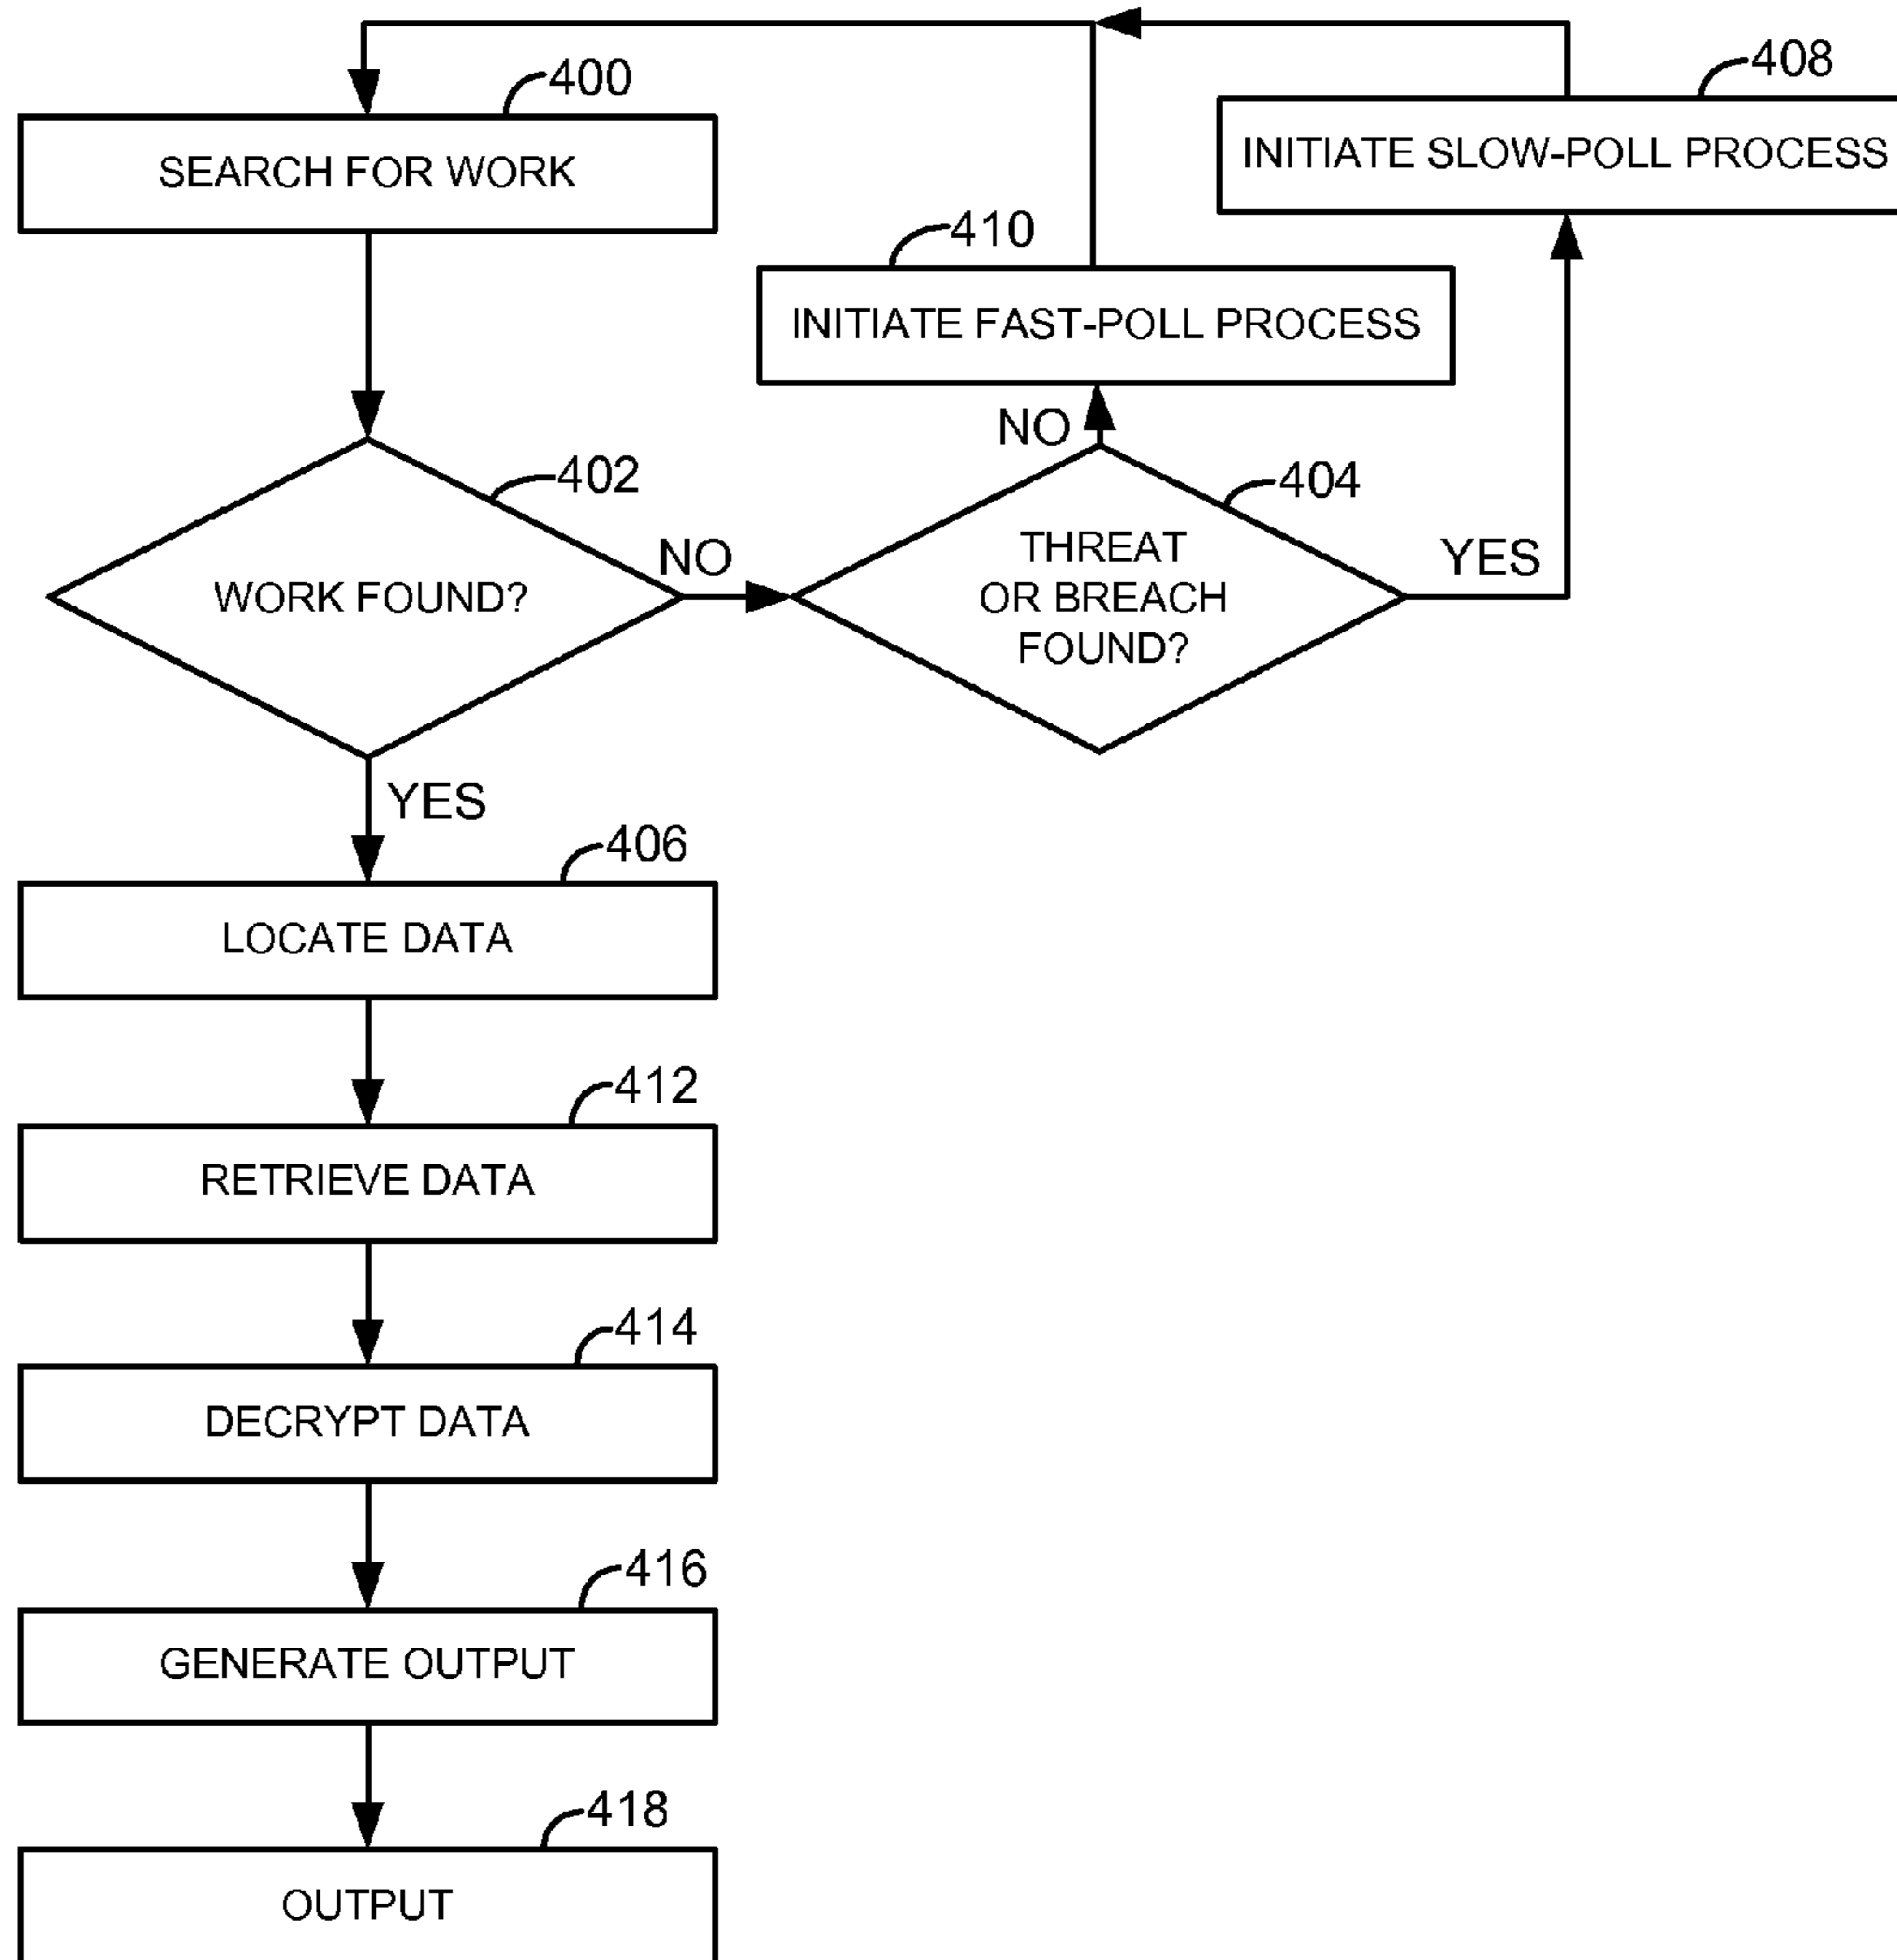 400
SEARCH FOR WORK
408
INITIATE SLOW-POLL PROCESS
410
INITIATE FAST-POLL PROCESS
402
WORK FOUND?
NO
NO
404
THREAT
OR BREACH
FOUND?
YES
YES
406
LOCATE DATA
412
RETRIEVE DATA
414
DECRYPT DATA
416
GENERATE OUTPUT
418
OUTPUT